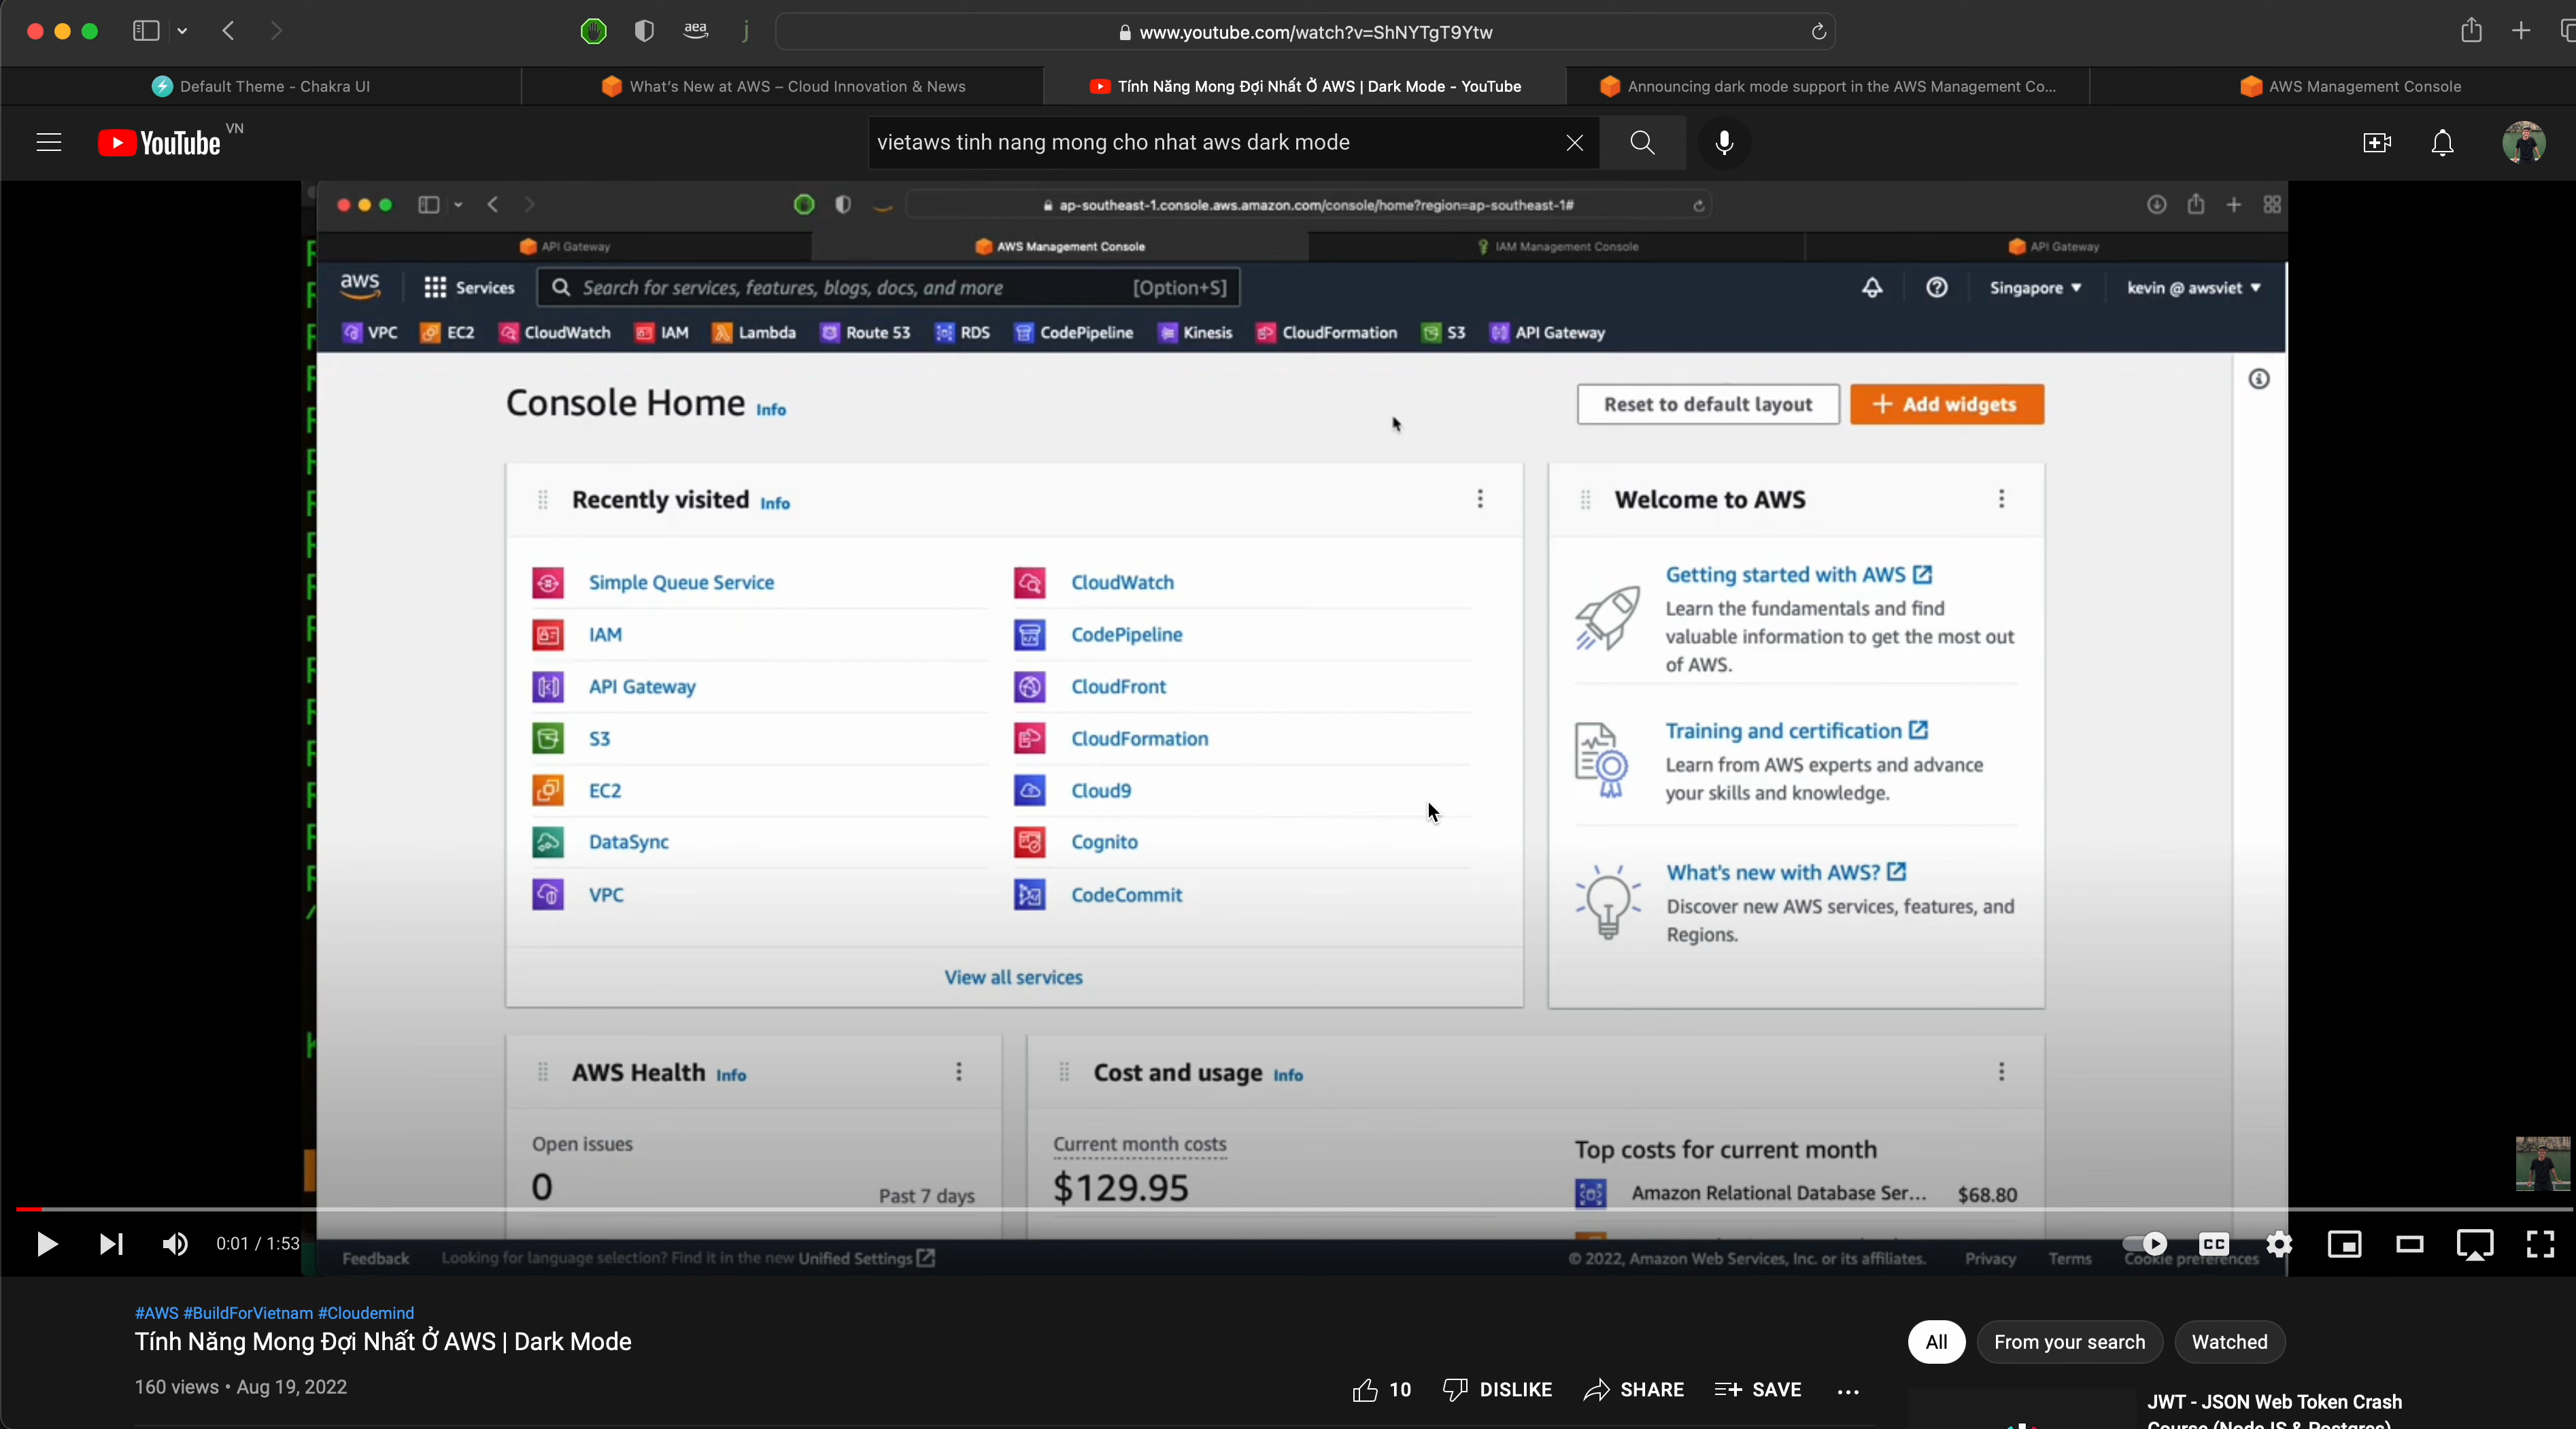 www.youtube.com/watch?v=ShNYTgT9Ytw
aea
j
Default Theme - Chakra UI
What's New at AWS – Cloud Innovation & News
Tính Năng Mong Đợi Nhất Ở AWS | Dark Mode - YouTube
Announcing dark mode support in the AWS Management Co...
AWS Management Console
YouTube VN
vietaws tinh nang mong cho nhat aws dark mode
ap-southeast-1.console.aws.amazon.com/console/home?region=ap-southeast-1#
API Gateway
AWS Management Console
IAM Management Console
API Gateway
aws
Services
Search for services, features, blogs, docs, and more [Option+S]
Singapore
kevin @ awsviet
VPC EC2 CloudWatch IAM Lambda Route 53 RDS CodePipeline Kinesis CloudFormation S3 API Gateway
Console Home Info
Reset to default layout
Add widgets
Recently visited Info
Simple Queue Service
IAM
API Gateway
S3
EC2
DataSync
VPC
CloudWatch
CodePipeline
CloudFront
CloudFormation
Cloud9
Cognito
CodeCommit
View all services
Welcome to AWS
Getting started with AWS
Learn the fundamentals and find
valuable information to get the most out
of AWS.
Training and certification
Learn from AWS experts and advance
your skills and knowledge.
What's new with AWS?
Discover new AWS services, features, and
Regions.
AWS Health Info
Open issues
0
Past 7 days
Cost and usage Info
Current month costs
$129.95
Top costs for current month
Amazon Relational Database Ser... $68.80
0:01 / 1:53
CC
Feedback
Looking for language selection? Find it in the new Unified Settings
© 2022, Amazon Web Services, Inc. or its affiliates.
Privacy
Terms
Cookie preferences
#AWS #BuildForVietnam #Cloudemind
Tính Năng Mong Đợi Nhất Ở AWS | Dark Mode
160 views • Aug 19, 2022
10
DISLIKE
SHARE
SAVE
All
From your search
Watched
JWT - JSON Web Token Crash
Course (NodeJS & Postgres)